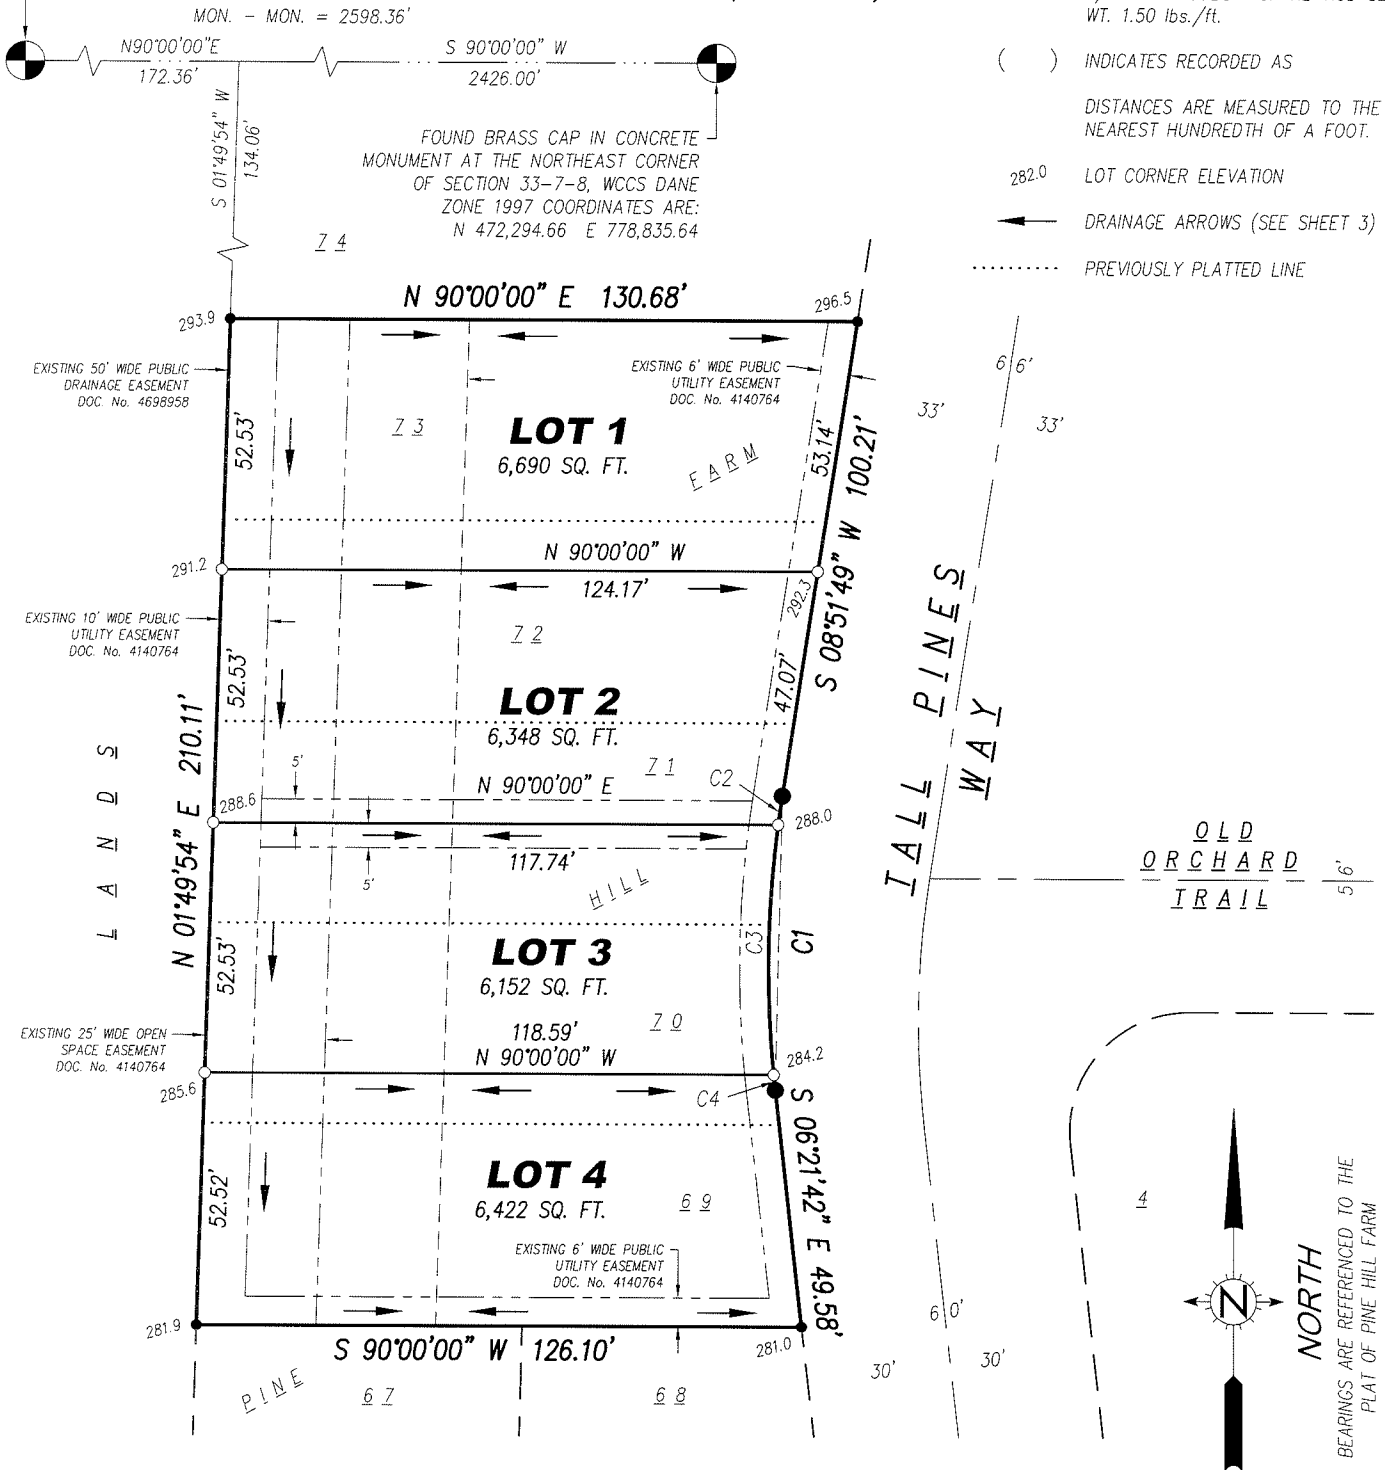 MON. - MON. = 2598.36'
WT. 1.50 lbs./ft.
N90°00'00"E
172.36'
S 90°00'00" W
2426.00'
( ) INDICATES RECORDED AS
S 01°49'54" W
134.06'
DISTANCES ARE MEASURED TO THE
NEAREST HUNDREDTH OF A FOOT.
FOUND BRASS CAP IN CONCRETE
MONUMENT AT THE NORTHEAST CORNER
OF SECTION 33-7-8, WCCS DANE
ZONE 1997 COORDINATES ARE:
N 472,294.66 E 778,835.64
282.0 LOT CORNER ELEVATION
DRAINAGE ARROWS (SEE SHEET 3)
PREVIOUSLY PLATTED LINE
74
N 90°00'00" E 130.68'
293.9
296.5
EXISTING 50' WIDE PUBLIC
DRAINAGE EASEMENT
DOC. No. 4698958
EXISTING 6' WIDE PUBLIC
UTILITY EASEMENT
DOC. No. 4140764
66'
33'
33'
52.53'
73
LOT 1
6,690 SQ. FT.
FARM
53.14'
S 08°51'49" W 100.21'
N 90°00'00" W
124.17'
291.2
292.3
EXISTING 10' WIDE PUBLIC
UTILITY EASEMENT
DOC. No. 4140764
72
52.53'
LOT 2
6,348 SQ. FT.
47.07'
TALL PINES
WAY
LANDS
N 01°49'54" E 210.11'
5'
71
C2
N 90°00'00" E
288.6
288.0
117.74'
5'
HILL
OLD
ORCHARD
TRAIL
56'
52.53'
LOT 3
6,152 SQ. FT.
C3
C1
EXISTING 25' WIDE OPEN
SPACE EASEMENT
DOC. No. 4140764
118.59'
N 90°00'00" W
70
285.6
284.2
C4
S 06°21'42" E 49.58'
52.52'
LOT 4
6,422 SQ. FT.
69
4
EXISTING 6' WIDE PUBLIC
UTILITY EASEMENT
DOC. No. 4140764
60'
30'
30'
281.9
281.0
S 90°00'00" W 126.10'
PINE
67
68
N
NORTH
BEARINGS ARE REFERENCED TO THE
PLAT OF PINE HILL FARM